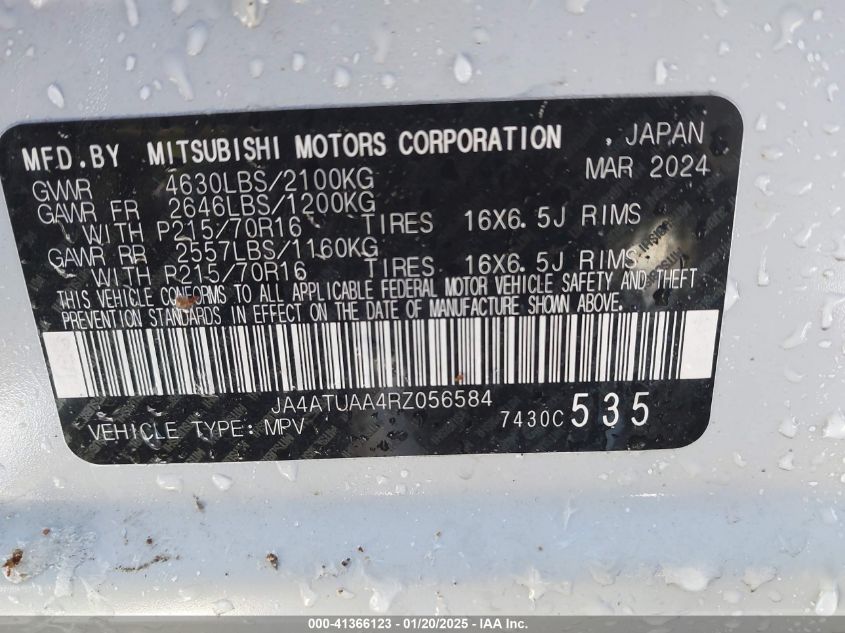 MFD.BY MITSUBISHI MOTORS CORPORATION , JAPAN
MAR 2024
GVWR 4630LBS/2100KG
GAWR FR 2646LBS/1200KG
WITH P215/70R16 TIRES 16X6.5J RIMS
GAWR RR 2557LBS/1160KG
WITH P215/70R16 TIRES 16X6.5J RIMS
THIS VEHICLE CONFORMS TO ALL APPLICABLE FEDERAL MOTOR VEHICLE SAFETY AND THEFT
PREVENTION STANDARDS IN EFFECT ON THE DATE OF MANUFACTURE SHOWN ABOVE.
JA4ATUAA4RZ056584
VEHICLE TYPE: MPV 7430C 535
000-41366123 - 01/20/2025 - IAA Inc.